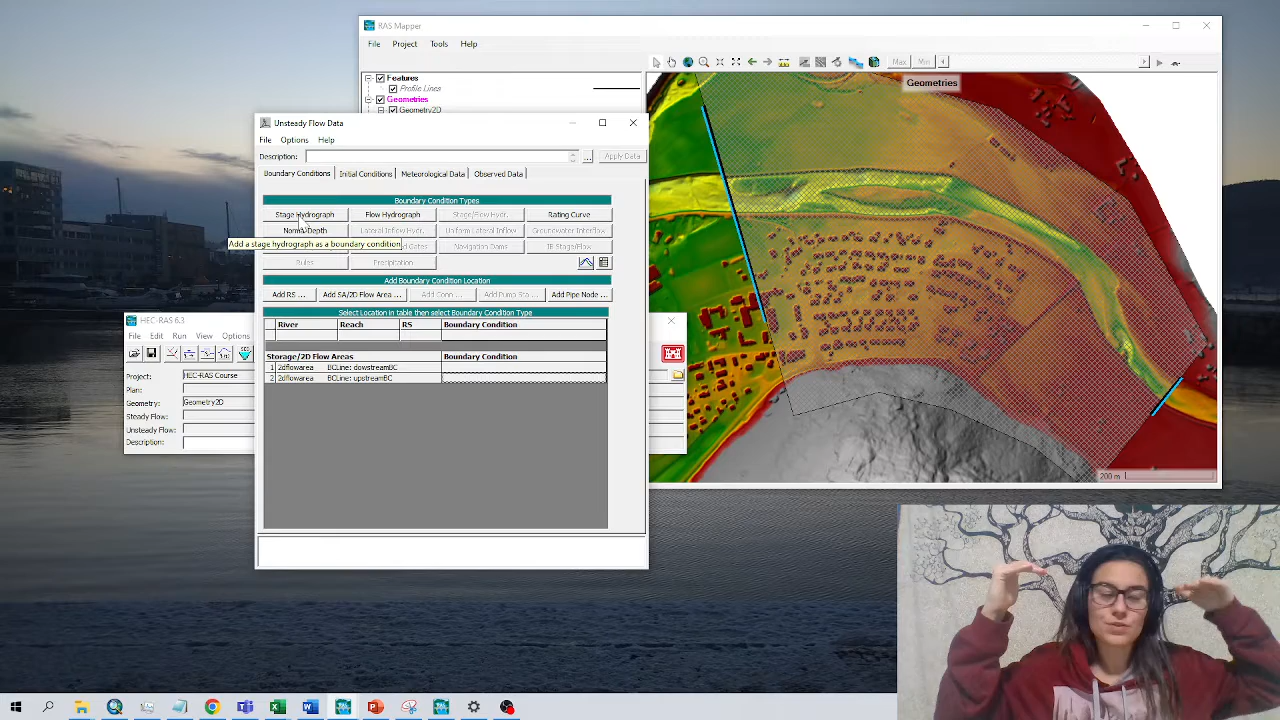 RAS Mapper
File Project Tools Help
Max Min
Features
Profile Lines
Geometries
Geometry2D
Geometries
200 m
Unsteady Flow Data
File Options Help
Description: ... Apply Data
Boundary Conditions Initial Conditions Meteorological Data Observed Data
Boundary Condition Types
Stage Hydrograph Flow Hydrograph Stage/Flow Hydr. Rating Curve
Normal Depth Lateral Inflow Hydr. Uniform Lateral Inflow Groundwater Interflow
Add a stage hydrograph as a boundary condition.
Gates Navigation Dams IB Stage/Flow
Rules Precipitation
Add Boundary Condition Location
Add RS ... Add SA/2D Flow Area ... Add Conn ... Add Pump Sta ... Add Pipe Node ...
Select Location in table then select Boundary Condition Type
River Reach RS Boundary Condition
Storage/2D Flow Areas Boundary Condition
1 2dflowarea BCLine: dowstreamBC
2 2dflowarea BCLine: upstreamBC
HEC-RAS 6.3
File Edit Run View Options
Project: HEC-RAS Course
Plan:
Geometry: Geometry2D
Steady Flow:
Unsteady Flow:
Description: